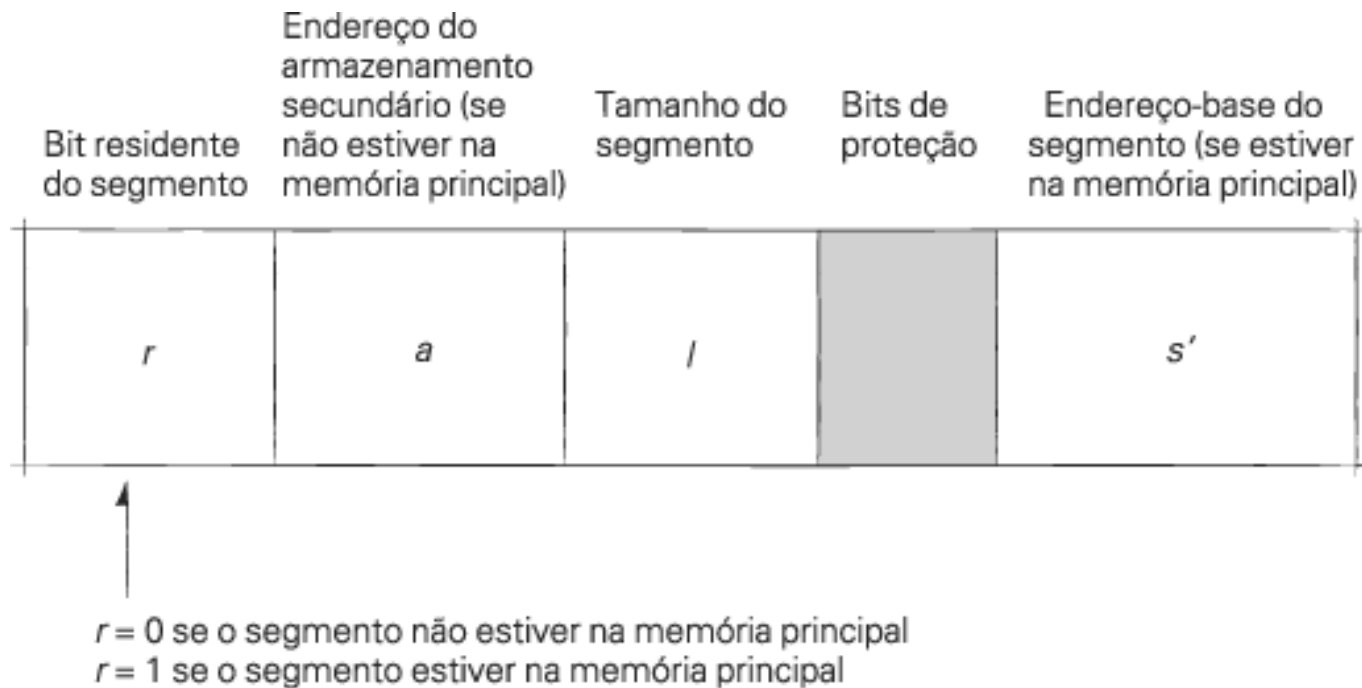 Bit residente
do segmento
Endereço do
armazenamento
secundário (se
não estiver na
memória principal)
Tamanho do
segmento
Bits de
proteção
Endereço-base do
segmento (se estiver
na memória principal)
r
a
l
s'
r = 0 se o segmento não estiver na memória principal
r = 1 se o segmento estiver na memória principal